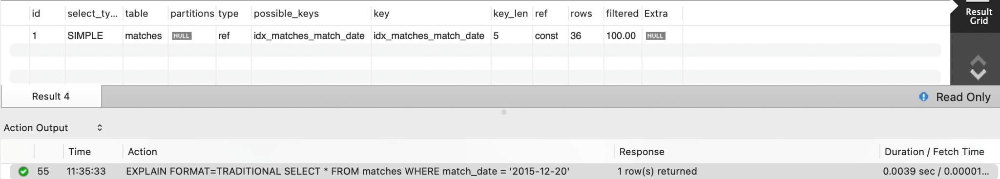 id select_ty... table partitions type possible_keys key key_len ref rows filtered Extra
1 SIMPLE matches NULL ref idx_matches_match_date idx_matches_match_date 5 const 36 100.00 NULL
Result
Grid
Result 4
Read Only
Action Output
Time Action Response Duration / Fetch Time
55 11:35:33 EXPLAIN FORMAT=TRADITIONAL SELECT * FROM matches WHERE match_date = '2015-12-20' 1 row(s) returned 0.0039 sec / 0.00001...